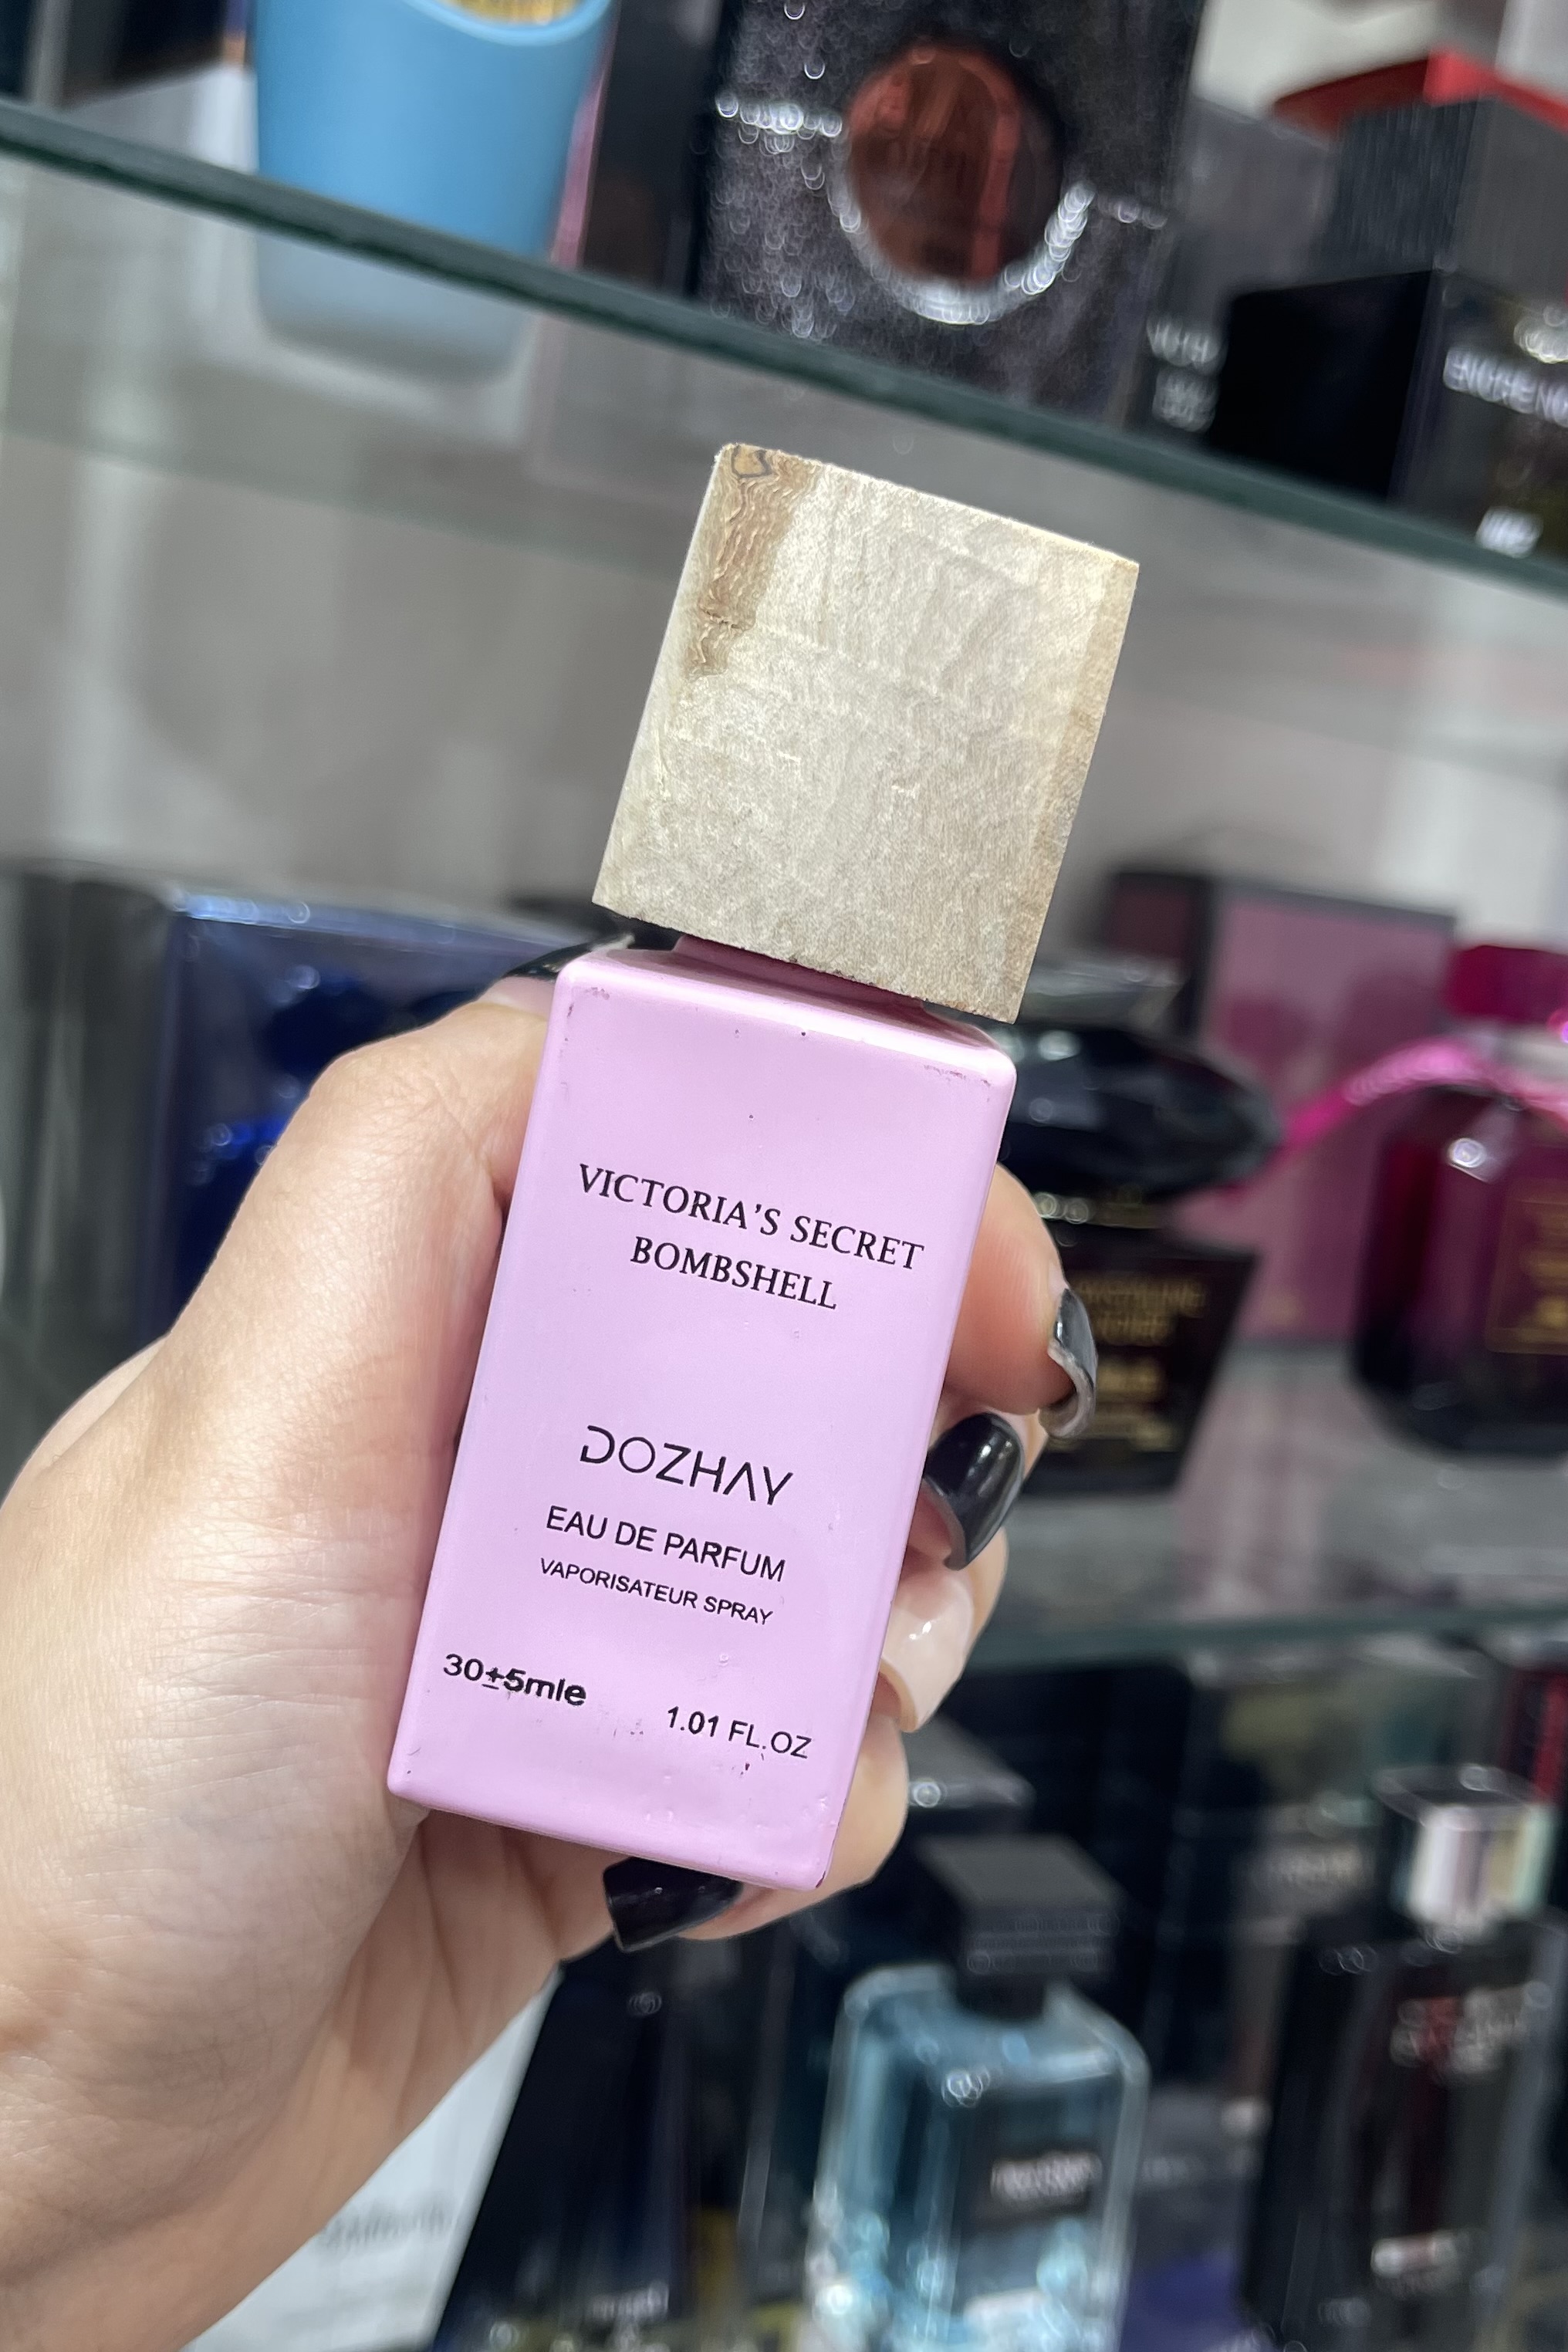 VICTORIA'S SECRET
BOMBSHELL
DOZHAY
EAU DE PARFUM
VAPORISATEUR SPRAY
30±5mle
1.01 FL.OZ